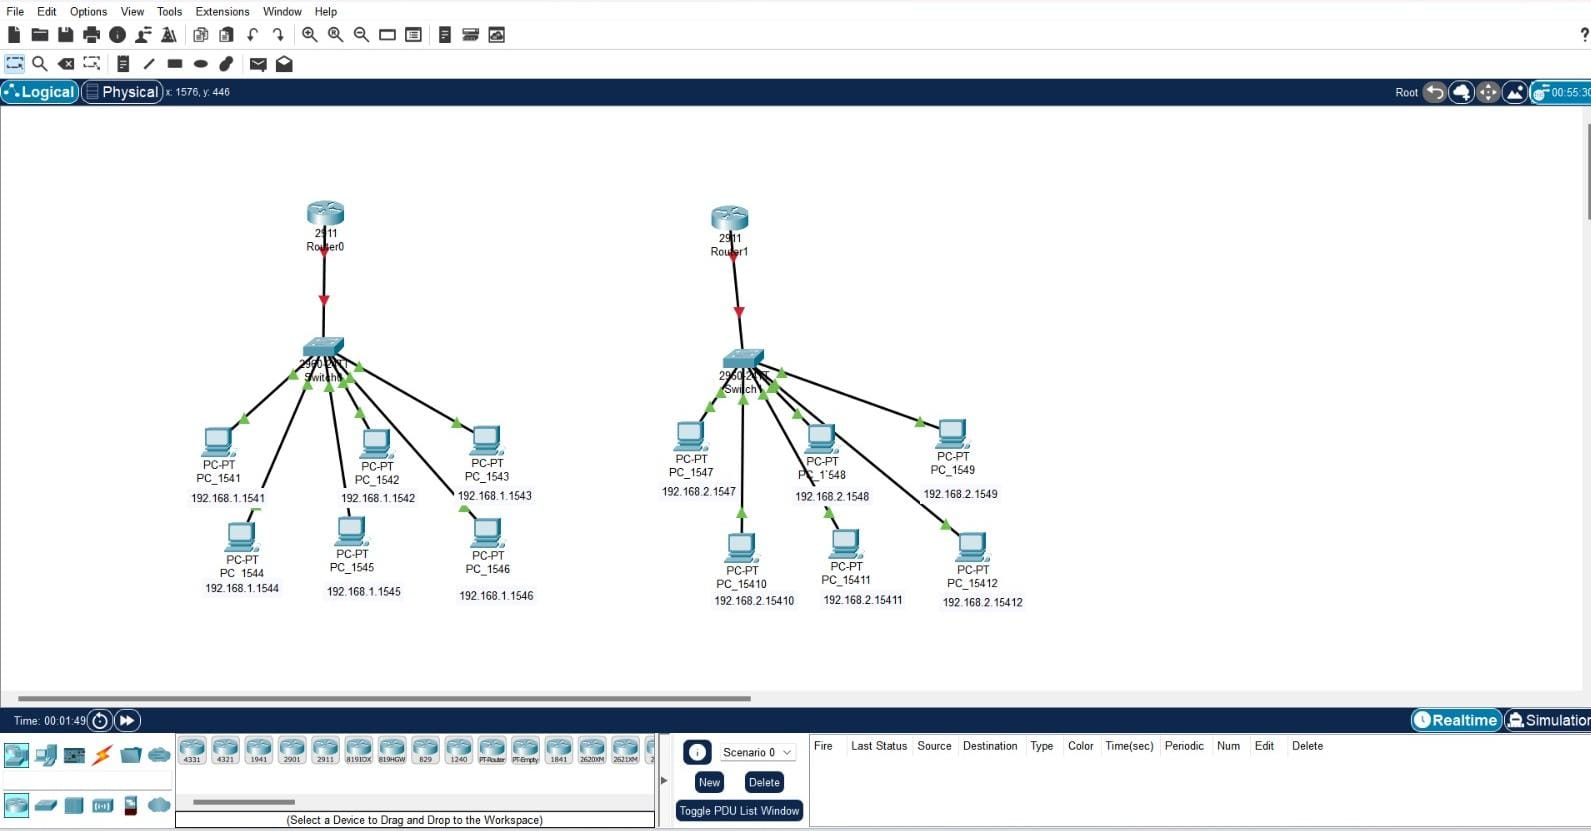 File Edit Options View Tools Extensions Window Help
?
Logical Physical x: 1576, y: 446 Root 00:55:30
2911
Router0
2911
Router1
2960-24TT
Switch0
2960-24TT
Switch1
PC-PT
PC_1541
192.168.1.1541
PC-PT
PC_1542
192.168.1.1542
PC-PT
PC_1543
192.168.1.1543
PC-PT
PC_1544
192.168.1.1544
PC-PT
PC_1545
192.168.1.1545
PC-PT
PC_1546
192.168.1.1546
PC-PT
PC_1547
192.168.2.1547
PC-PT
PC_1`548
192.168.2.1548
PC-PT
PC_1549
192.168.2.1549
PC-PT
PC_15410
192.168.2.15410
PC-PT
PC_15411
192.168.2.15411
PC-PT
PC_15412
192.168.2.15412
Time: 00:01:49 Realtime Simulation
4331 4321 1941 2901 2911 819IOX 819HGW 829 1240 PT-Router PT-Empty 1841 2620XM 2621XM 2
(Select a Device to Drag and Drop to the Workspace)
Scenario 0
New Delete
Toggle PDU List Window
Fire Last Status Source Destination Type Color Time(sec) Periodic Num Edit Delete